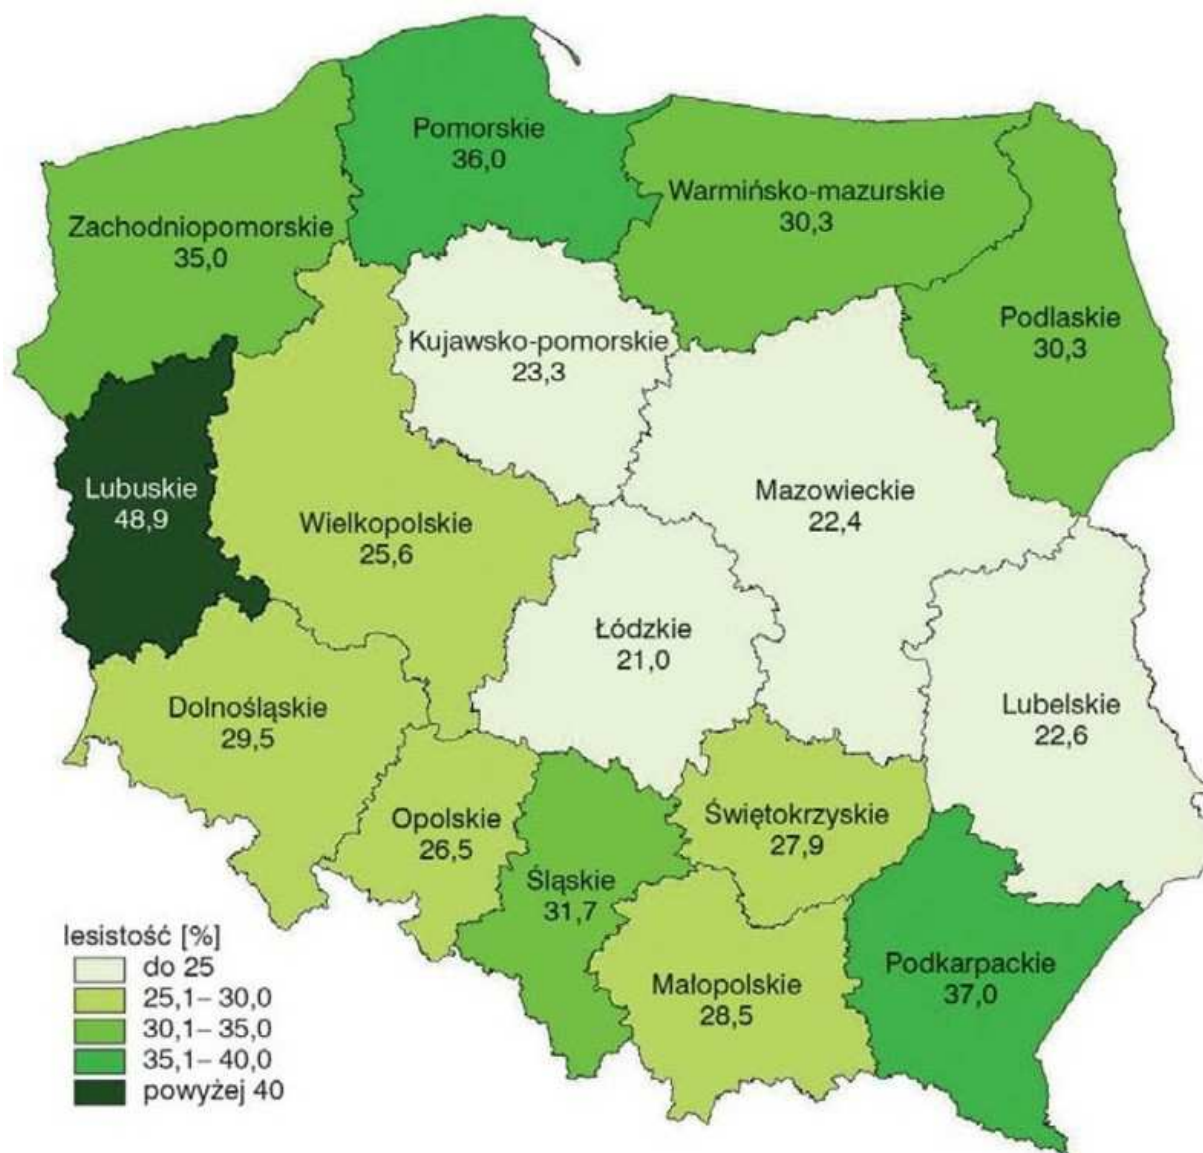 Pomorskie
36,0
Warmińsko-mazurskie
30,3
Zachodniopomorskie
35,0
Podlaskie
30,3
Kujawsko-pomorskie
23,3
Lubuskie
48,9
Mazowieckie
22,4
Wielkopolskie
25,6
Łódzkie
21,0
Dolnośląskie
29,5
Lubelskie
22,6
Opolskie
26,5
Świętokrzyskie
27,9
Śląskie
31,7
Małopolskie
28,5
Podkarpackie
37,0
lesistość [%]
do 25
25,1– 30,0
30,1– 35,0
35,1– 40,0
powyżej 40